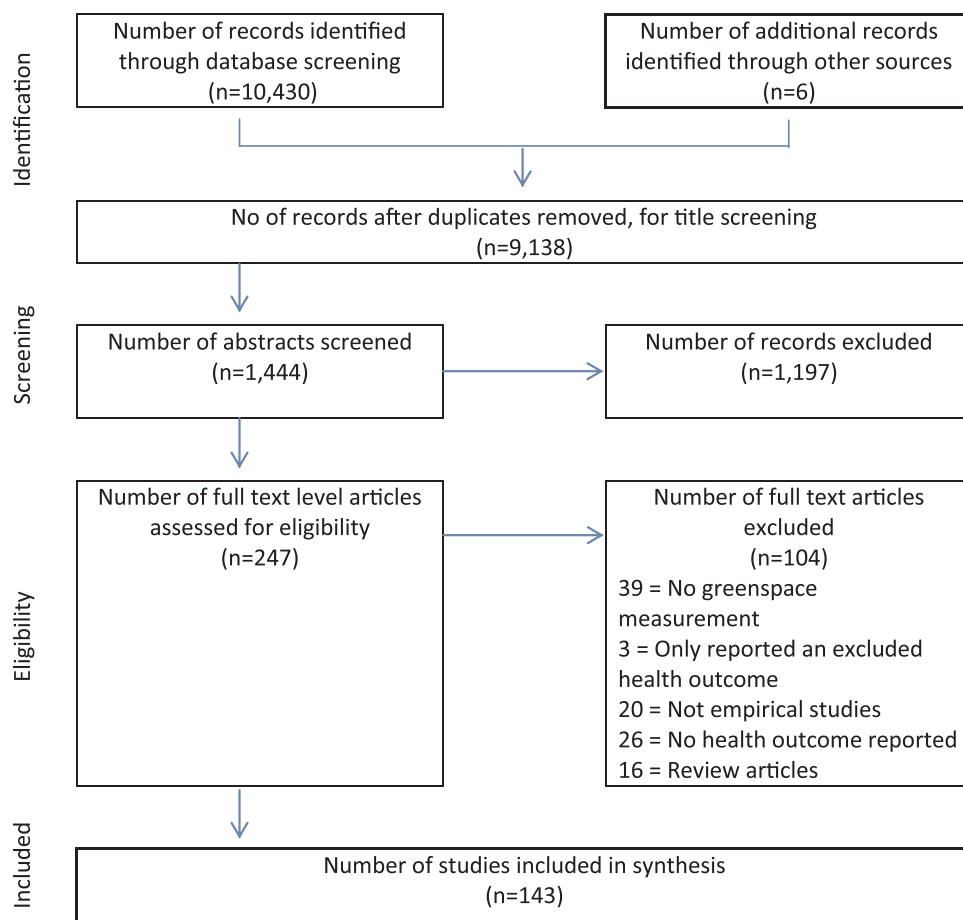 Identification
Number of records identified
through database screening
(n=10,430)
Number of additional records
identified through other sources
(n=6)
No of records after duplicates removed, for title screening
(n=9,138)
Screening
Number of abstracts screened
(n=1,444)
Number of records excluded
(n=1,197)
Eligibility
Number of full text level articles
assessed for eligibility
(n=247)
Number of full text articles
excluded
(n=104)
39 = No greenspace
measurement
3 = Only reported an excluded
health outcome
20 = Not empirical studies
26 = No health outcome reported
16 = Review articles
Included
Number of studies included in synthesis
(n=143)